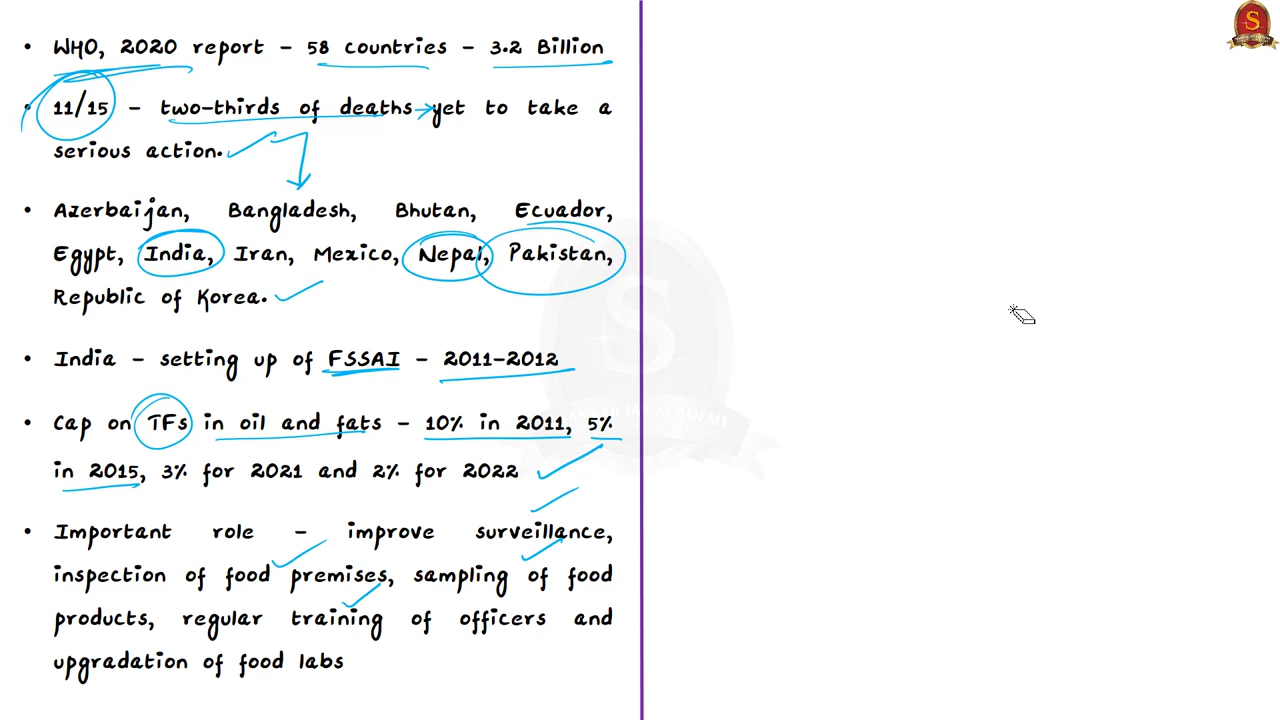 • WHO, 2020 report – 58 countries – 3.2 Billion
• 11/15 – two-thirds of deaths yet to take a
serious action.
• Azerbaijan, Bangladesh, Bhutan, Ecuador,
Egypt, India, Iran, Mexico, Nepal, Pakistan,
Republic of Korea.
• India – setting up of FSSAI – 2011-2012
• Cap on TFs in oil and fats – 10% in 2011, 5%
in 2015, 3% for 2021 and 2% for 2022
• Important role – improve surveillance,
inspection of food premises, sampling of food
products, regular training of officers and
upgradation of food labs
S
S